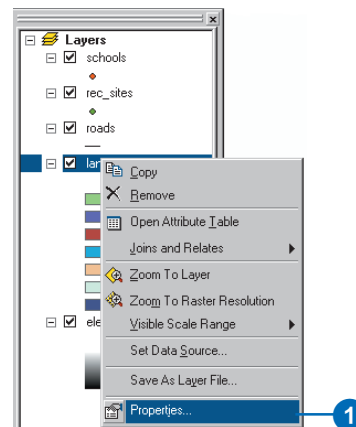 Layers
schools
rec_sites
roads
lan
Copy
Remove
Open Attribute Table
Joins and Relates
Zoom To Layer
Zoom To Raster Resolution
Visible Scale Range
ele
Set Data Source...
Save As Layer File...
Properties...
1